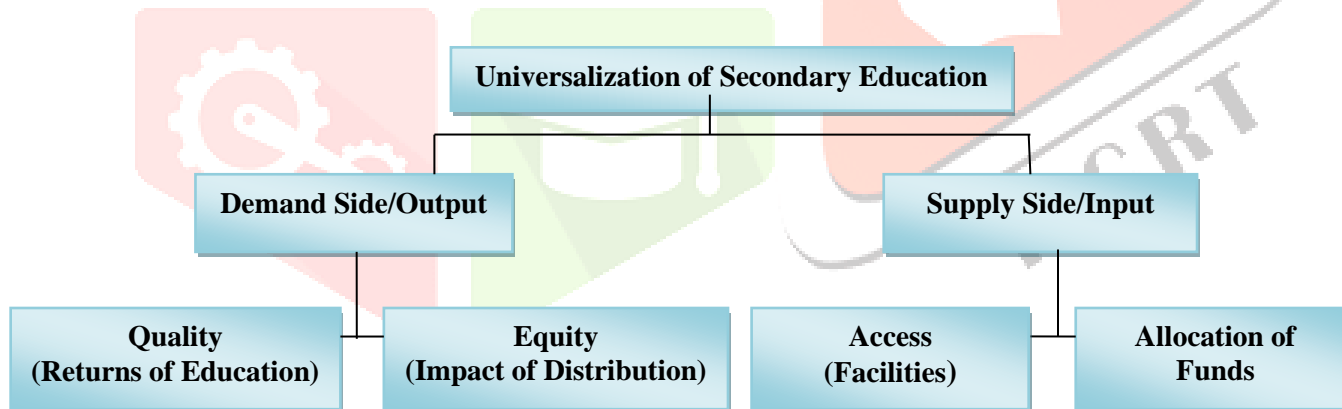 Universalization of Secondary Education
Demand Side/Output
Supply Side/Input
Quality
(Returns of Education)
Equity
(Impact of Distribution)
Access
(Facilities)
Allocation of
Funds